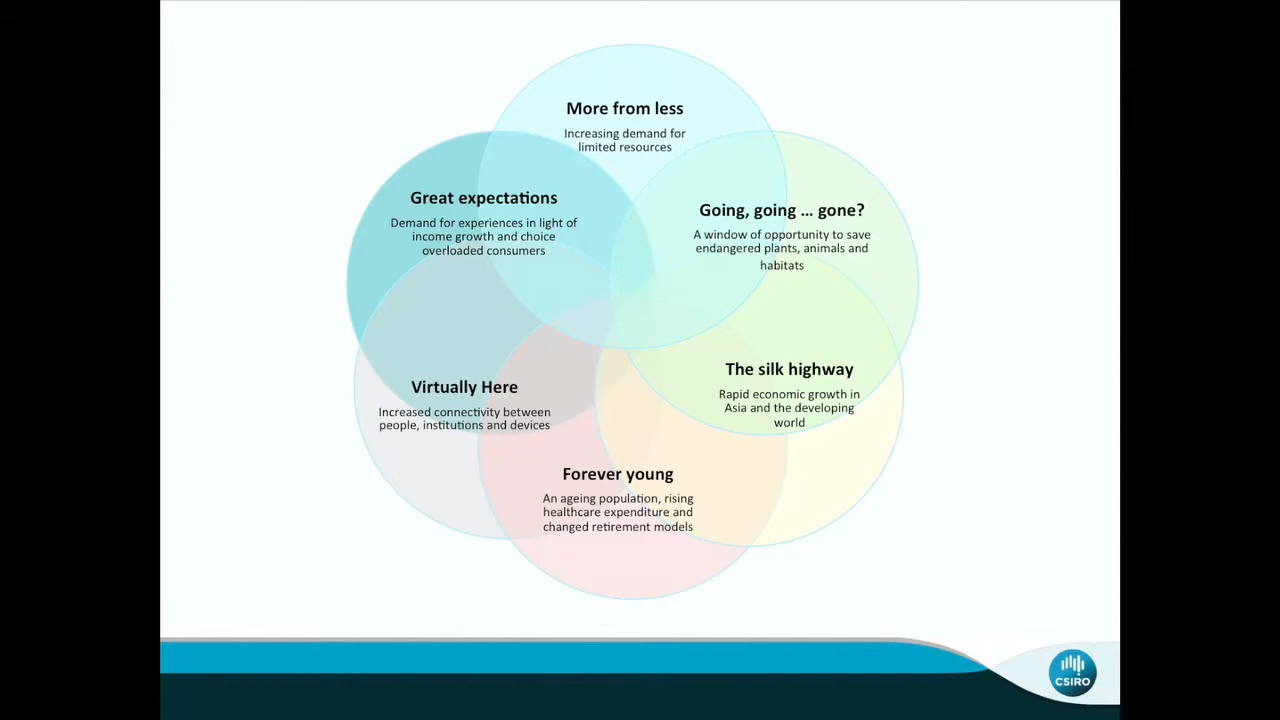 More from less
Increasing demand for
limited resources
Great expectations
Demand for experiences in light of
income growth and choice
overloaded consumers
Going, going … gone?
A window of opportunity to save
endangered plants, animals and
habitats
Virtually Here
Increased connectivity between
people, institutions and devices
The silk highway
Rapid economic growth in
Asia and the developing
world
Forever young
An ageing population, rising
healthcare expenditure and
changed retirement models
CSIRO